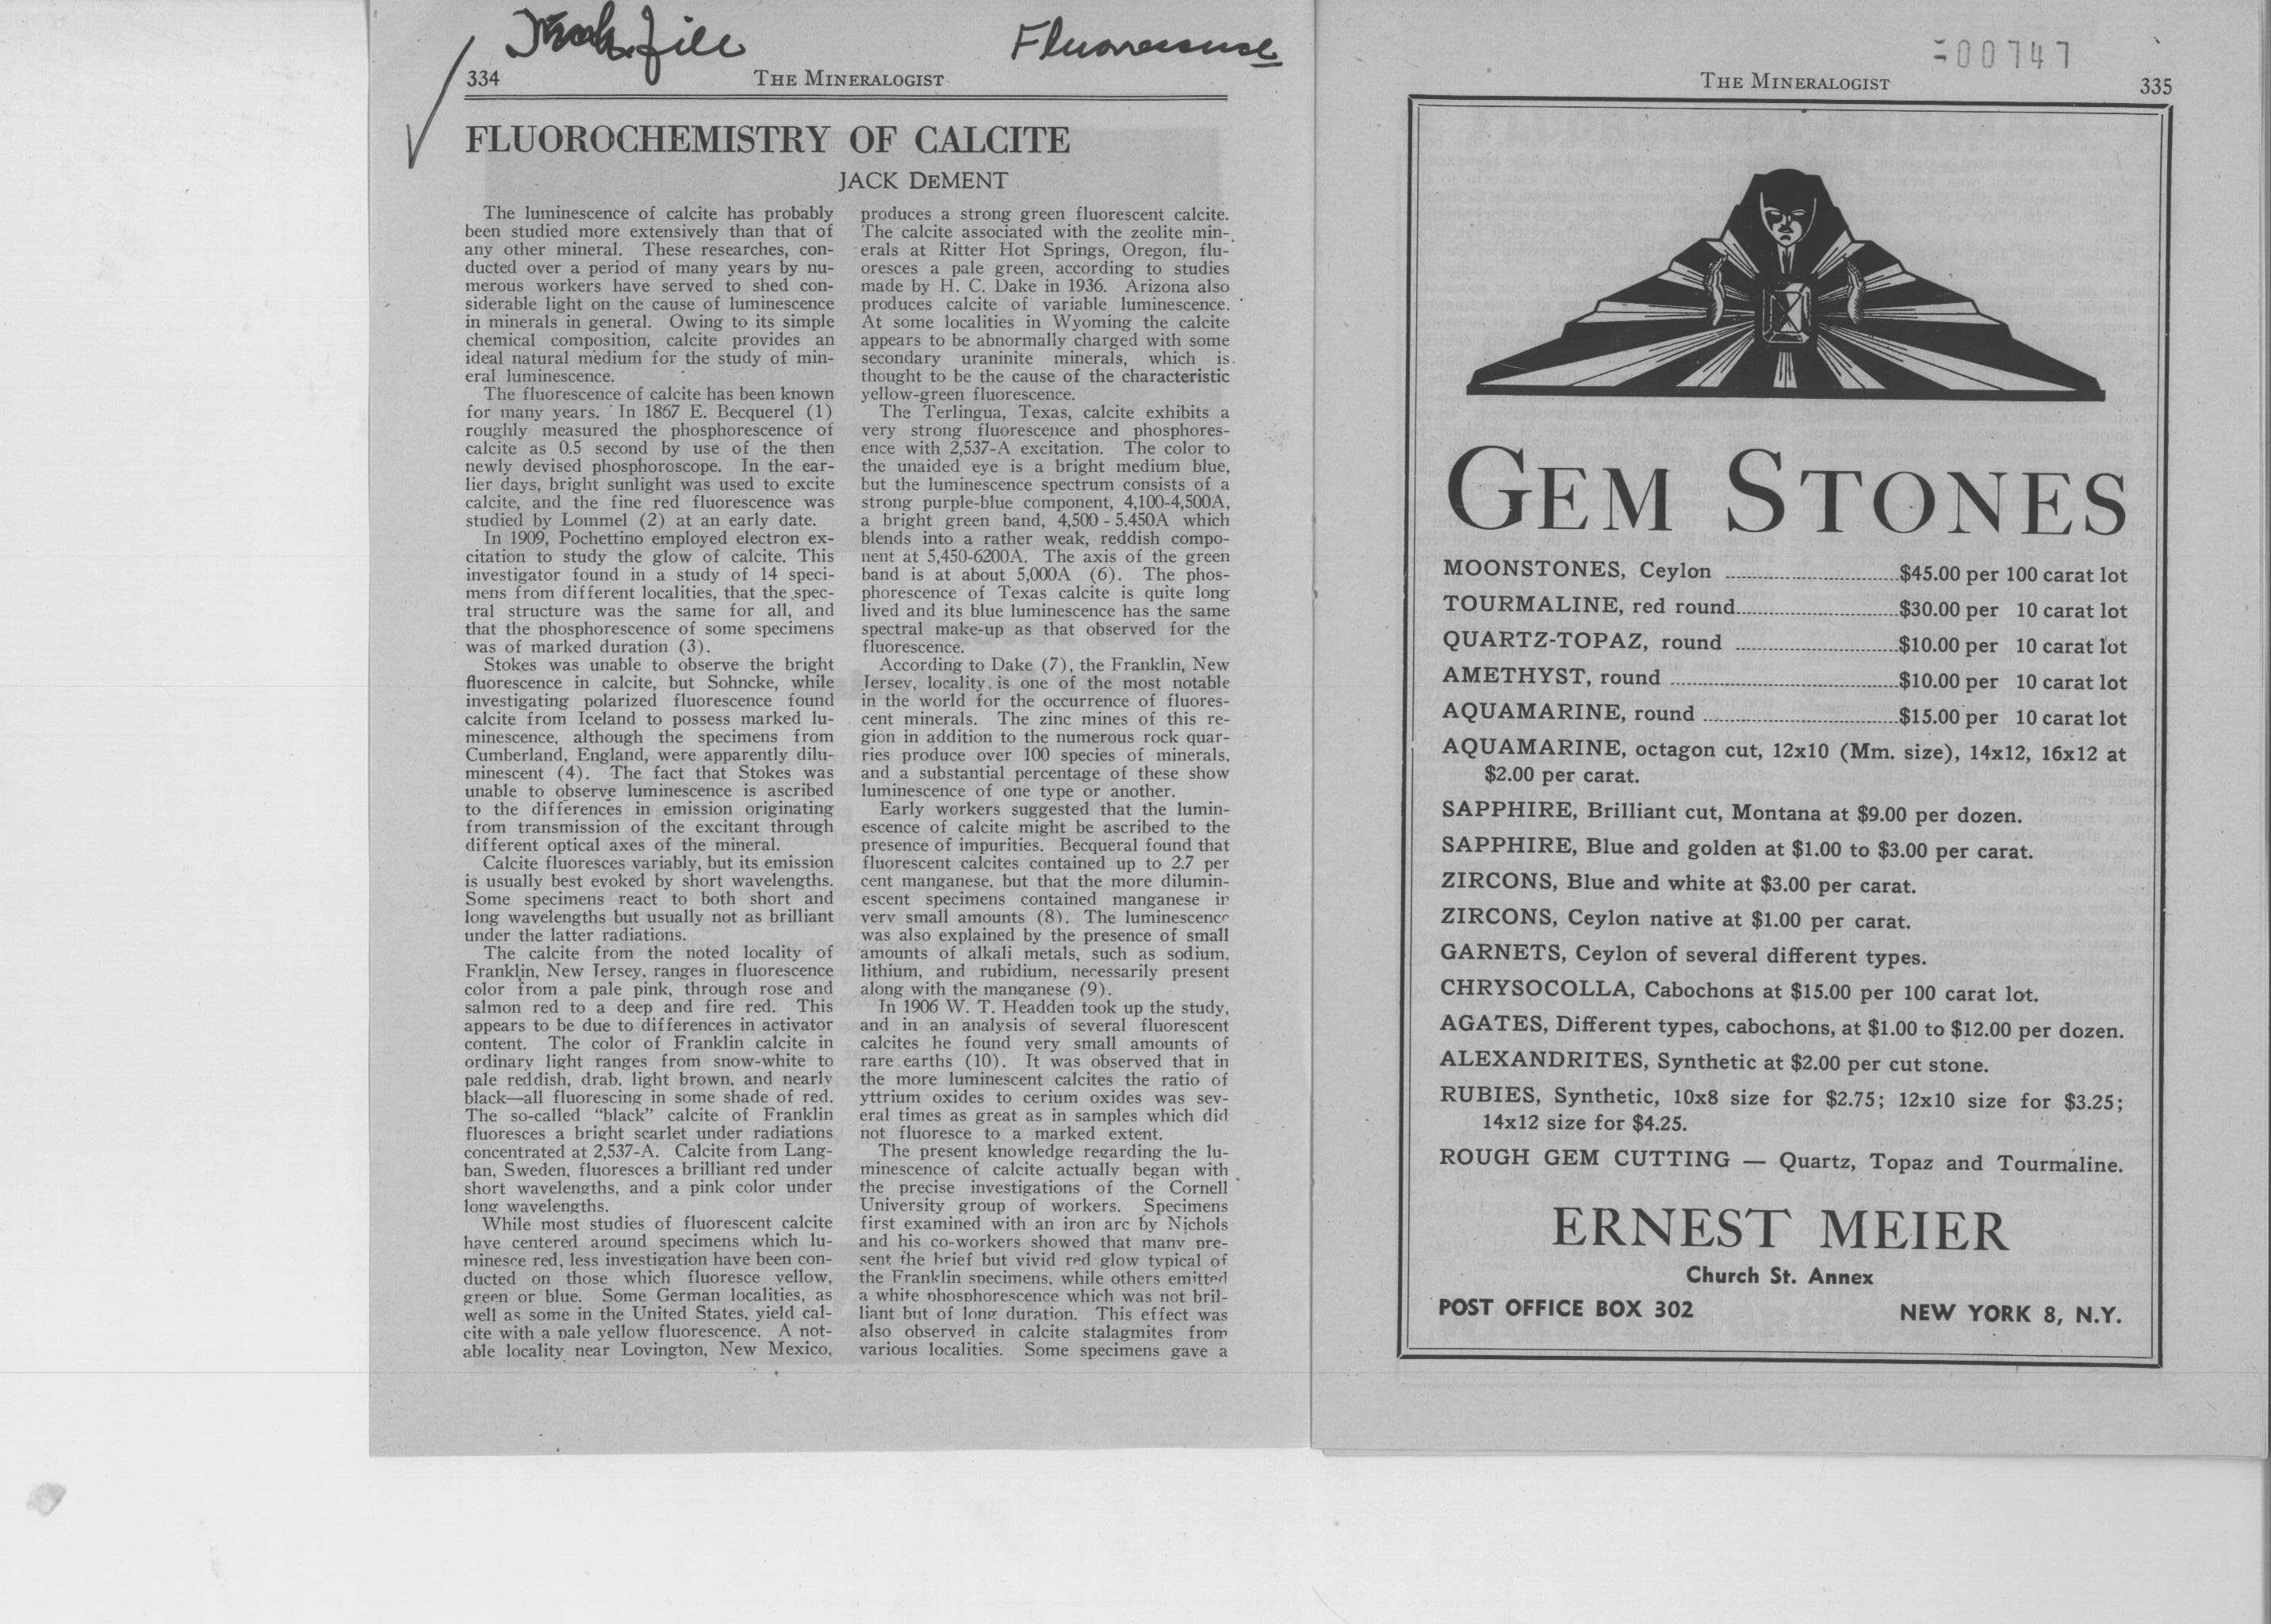 file
334
THE MINERALOGIST
FLUOROCHEMISTRY OF CALCITE
JACK DEMENT
The luminescence of calcite has probably
been studied more extensively than that of
any other mineral. These researches, con-
ducted over a period of many years by nu-
merous workers have served to shed con-
siderable light on the cause of luminescence
in minerals in general. Owing to its simple
chemical composition, calcite provides an
ideal natural medium for the study of min-
eral luminescence.
The fluorescence of calcite has been known
for many years. In 1867 E. Becquerel (1)
roughly measured the phosphorescence of
calcite as 0.5 second by use of the then
newly devised phosphoroscope. In the ear-
lier days, bright sunlight was used to excite
calcite, and the fine red fluorescence was
studied by Lommel (2) at an early date.
In 1909, Pochettino employed electron ex-
citation to study the glow of calcite. This
investigator found in a study of 14 speci-
mens from different localities, that the spec-
tral structure was the same for all, and
that the phosphorescence of some specimens
was of marked duration (3).
Stokes was unable to observe the bright
fluorescence in calcite, but Sohncke, while
investigating polarized fluorescence found
calcite from Iceland to possess marked lu-
minescence, although the specimens from
Cumberland, England, were apparently dilu-
minescent (4). The fact that Stokes was
unable to observe luminescence is ascribed
to the differences in emission originating
from transmission of the excitant through
different optical axes of the mineral.
Calcite fluoresces variably, but its emission
is usually best evoked by short wavelengths.
Some specimens react to both short and
long wavelengths but usually not as brilliant
under the latter radiations.
The calcite from the noted locality of
Franklin, New Jersey, ranges in fluorescence
color from a pale pink, through rose and
salmon red to a deep and fire red. This
appears to be due to differences in activator
content. The color of Franklin calcite in
ordinary light ranges from snow-white to
pale reddish, drab, light brown, and nearly
black—all fluorescing in some shade of red.
The so-called "black" calcite of Franklin
fluoresces a bright scarlet under radiations
concentrated at 2,537-A. Calcite from Lang-
ban, Sweden, fluoresces a brilliant red under
short wavelengths, and a pink color under
long wavelengths.
While most studies of fluorescent calcite
have centered around specimens which lu-
minesce red, less investigation have been con-
ducted on those which fluoresce yellow,
green or blue. Some German localities, as
well as some in the United States, yield cal-
cite with a pale yellow fluorescence. A not-
able locality near Lovington, New Mexico,
produces a strong green fluorescent calcite.
The calcite associated with the zeolite min-
erals at Ritter Hot Springs, Oregon, flu-
oresces a pale green, according to studies
made by H. C. Dake in 1936. Arizona also
produces calcite of variable luminescence.
At some localities in Wyoming the calcite
appears to be abnormally charged with some
secondary uraninite minerals, which is
thought to be the cause of the characteristic
yellow-green fluorescence.
The Terlingua, Texas, calcite exhibits a
very strong fluorescence and phosphores-
ence with 2,537-A excitation. The color to
the unaided eye is a bright medium blue,
but the luminescence spectrum consists of a
strong purple-blue component, 4,100-4,500A,
a bright green band, 4,500 - 5.450A which
blends into a rather weak, reddish compo-
nent at 5,450-6200A. The axis of the green
band is at about 5,000A (6). The phos-
phorescence of Texas calcite is quite long
lived and its blue luminescence has the same
spectral make-up as that observed for the
fluorescence.
According to Dake (7), the Franklin, New
Jersey, locality is one of the most notable
in the world for the occurrence of fluores-
cent minerals. The zinc mines of this re-
gion in addition to the numerous rock quar-
ries produce over 100 species of minerals,
and a substantial percentage of these show
luminescence of one type or another.
Early workers suggested that the lumin-
escence of calcite might be ascribed to the
presence of impurities. Becqueral found that
fluorescent calcites contained up to 2.7 per
cent manganese, but that the more dilumin-
escent specimens contained manganese in
very small amounts (8). The luminescence
was also explained by the presence of small
amounts of alkali metals, such as sodium,
lithium, and rubidium, necessarily present
along with the manganese (9).
In 1906 W. T. Headden took up the study,
and in an analysis of several fluorescent
calcites he found very small amounts of
rare earths (10). It was observed that in
the more luminescent calcites the ratio of
yttrium oxides to cerium oxides was sev-
eral times as great as in samples which did
not fluoresce to a marked extent.
The present knowledge regarding the lu-
minescence of calcite actually began with
the precise investigations of the Cornell
University group of workers. Specimens
first examined with an iron arc by Nichols
and his co-workers showed that many pre-
sent the brief but vivid red glow typical of
the Franklin specimens, while others emitted
a white phosphorescence which was not bril-
liant but of long duration. This effect was
also observed in calcite stalagmites from
various localities. Some specimens gave a
00747
THE MINERALOGIST
335
GEM STONES
MOONSTONES, Ceylon ........ $45.00 per 100 carat lot
TOURMALINE, red round ........ $30.00 per 10 carat lot
QUARTZ-TOPAZ, round ........ $10.00 per 10 carat lot
AMETHYST, round ........ $10.00 per 10 carat lot
AQUAMARINE, round ........ $15.00 per 10 carat lot
AQUAMARINE, octagon cut, 12x10 (Mm. size), 14x12, 16x12 at
$2.00 per carat.
SAPPHIRE, Brilliant cut, Montana at $9.00 per dozen.
SAPPHIRE, Blue and golden at $1.00 to $3.00 per carat.
ZIRCONS, Blue and white at $3.00 per carat.
ZIRCONS, Ceylon native at $1.00 per carat.
GARNETS, Ceylon of several different types.
CHRYSOCOLLA, Cabochons at $15.00 per 100 carat lot.
AGATES, Different types, cabochons, at $1.00 to $12.00 per dozen.
ALEXANDRITES, Synthetic at $2.00 per cut stone.
RUBIES, Synthetic, 10x8 size for $2.75; 12x10 size for $3.25;
14x12 size for $4.25.
ROUGH GEM CUTTING — Quartz, Topaz and Tourmaline.
ERNEST MEIER
Church St. Annex
POST OFFICE BOX 302
NEW YORK 8, N.Y.